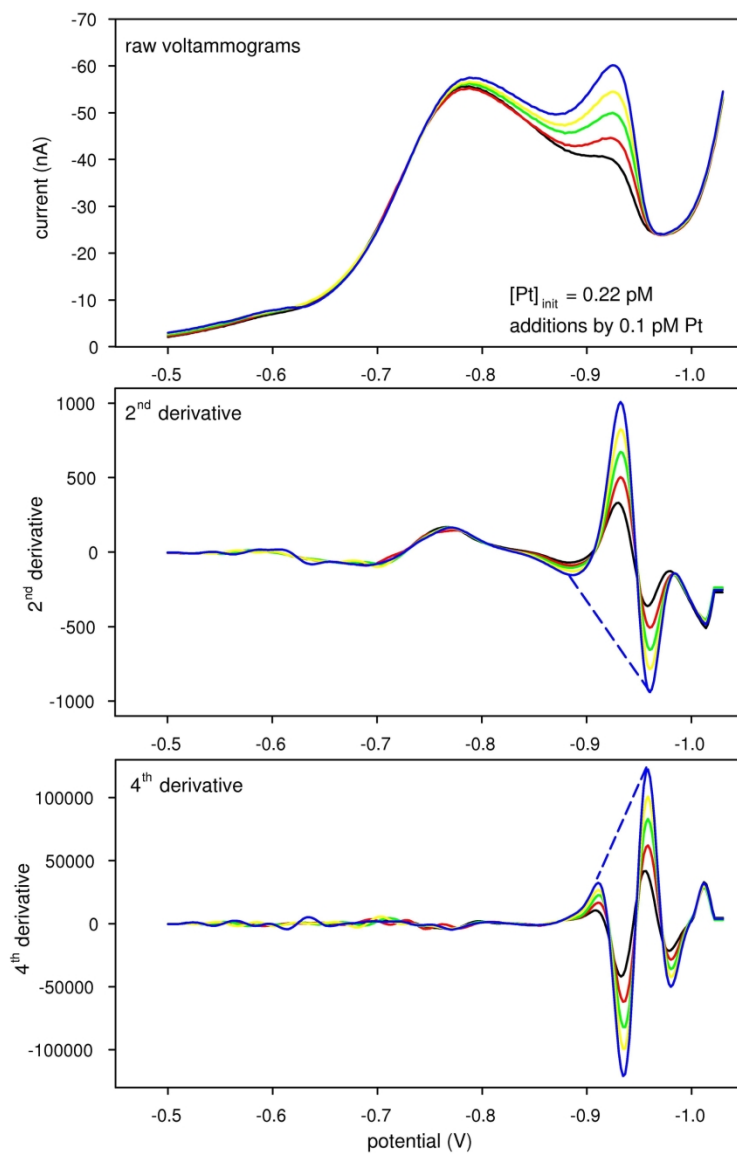 raw voltammograms
current (nA)
-70
-60
-50
-40
-30
-20
-10
0
[Pt]init = 0.22 pM
additions by 0.1 pM Pt
-0.5 -0.6 -0.7 -0.8 -0.9 -1.0
2nd derivative
2nd derivative
1000
500
0
-500
-1000
-0.5 -0.6 -0.7 -0.8 -0.9 -1.0
4th derivative
4th derivative
100000
50000
0
-50000
-100000
-0.5 -0.6 -0.7 -0.8 -0.9 -1.0
potential (V)